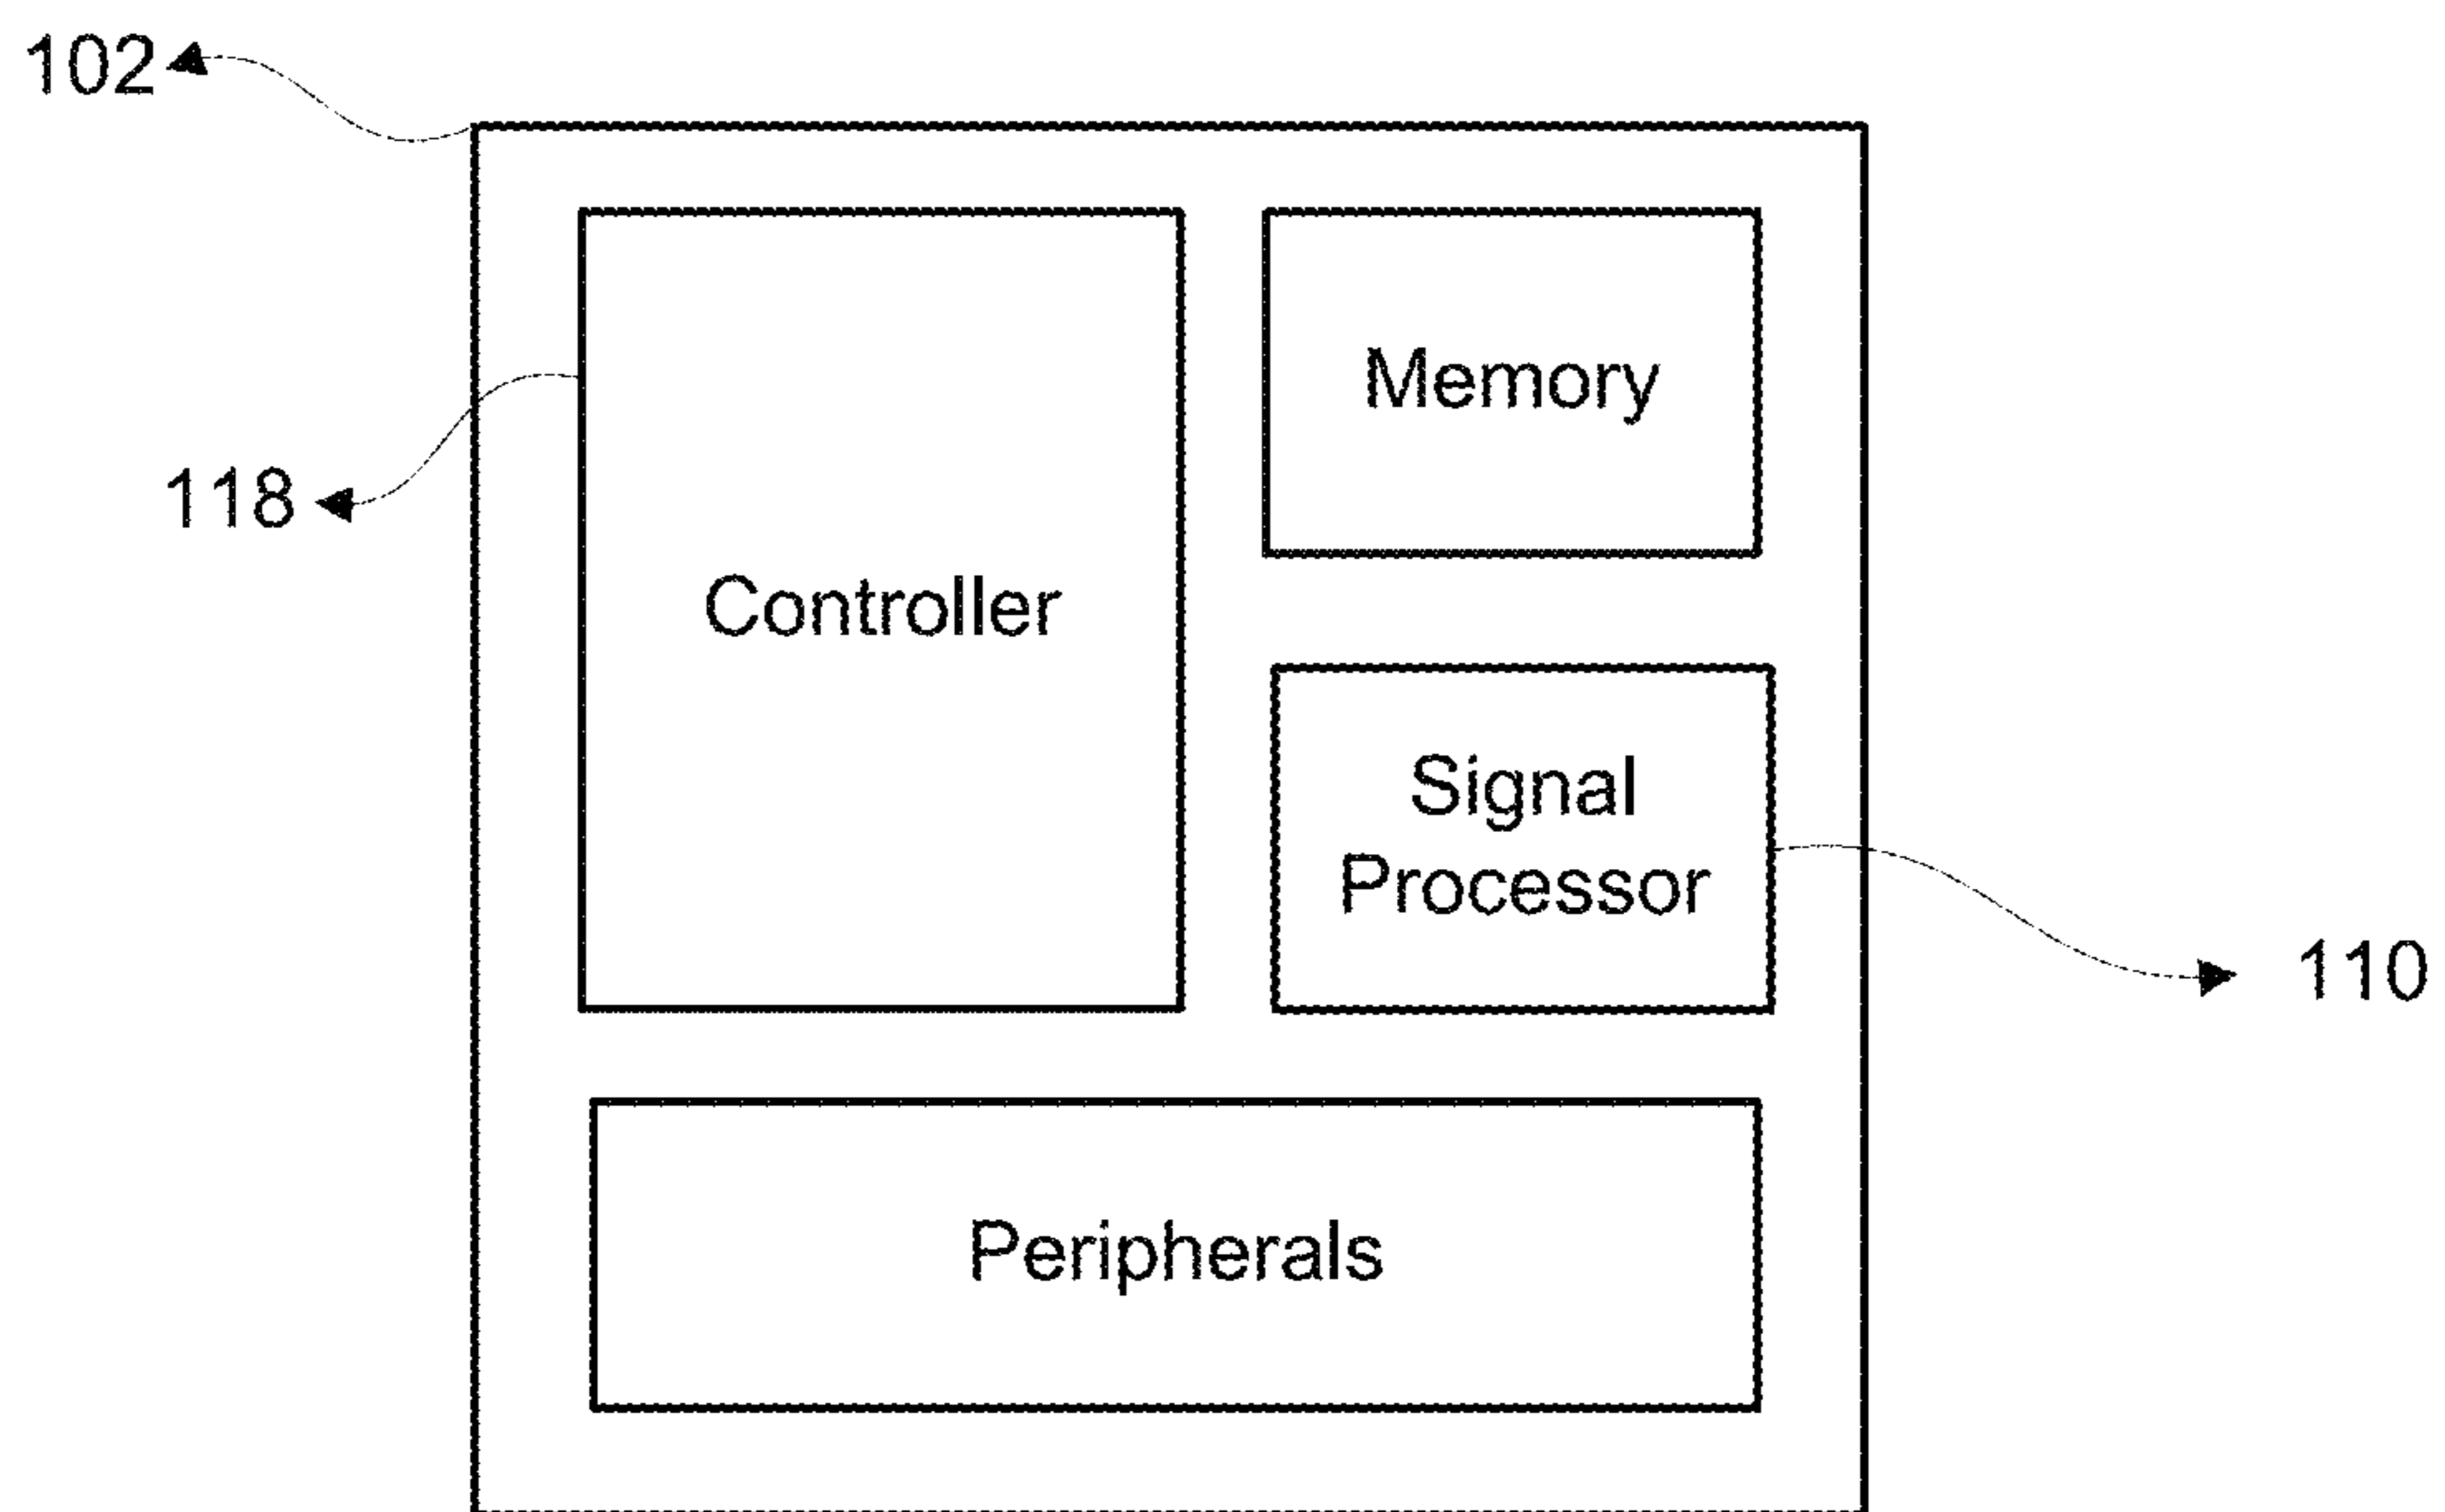 102
Memory
118
Controller
Signal
Processor
110
Peripherals